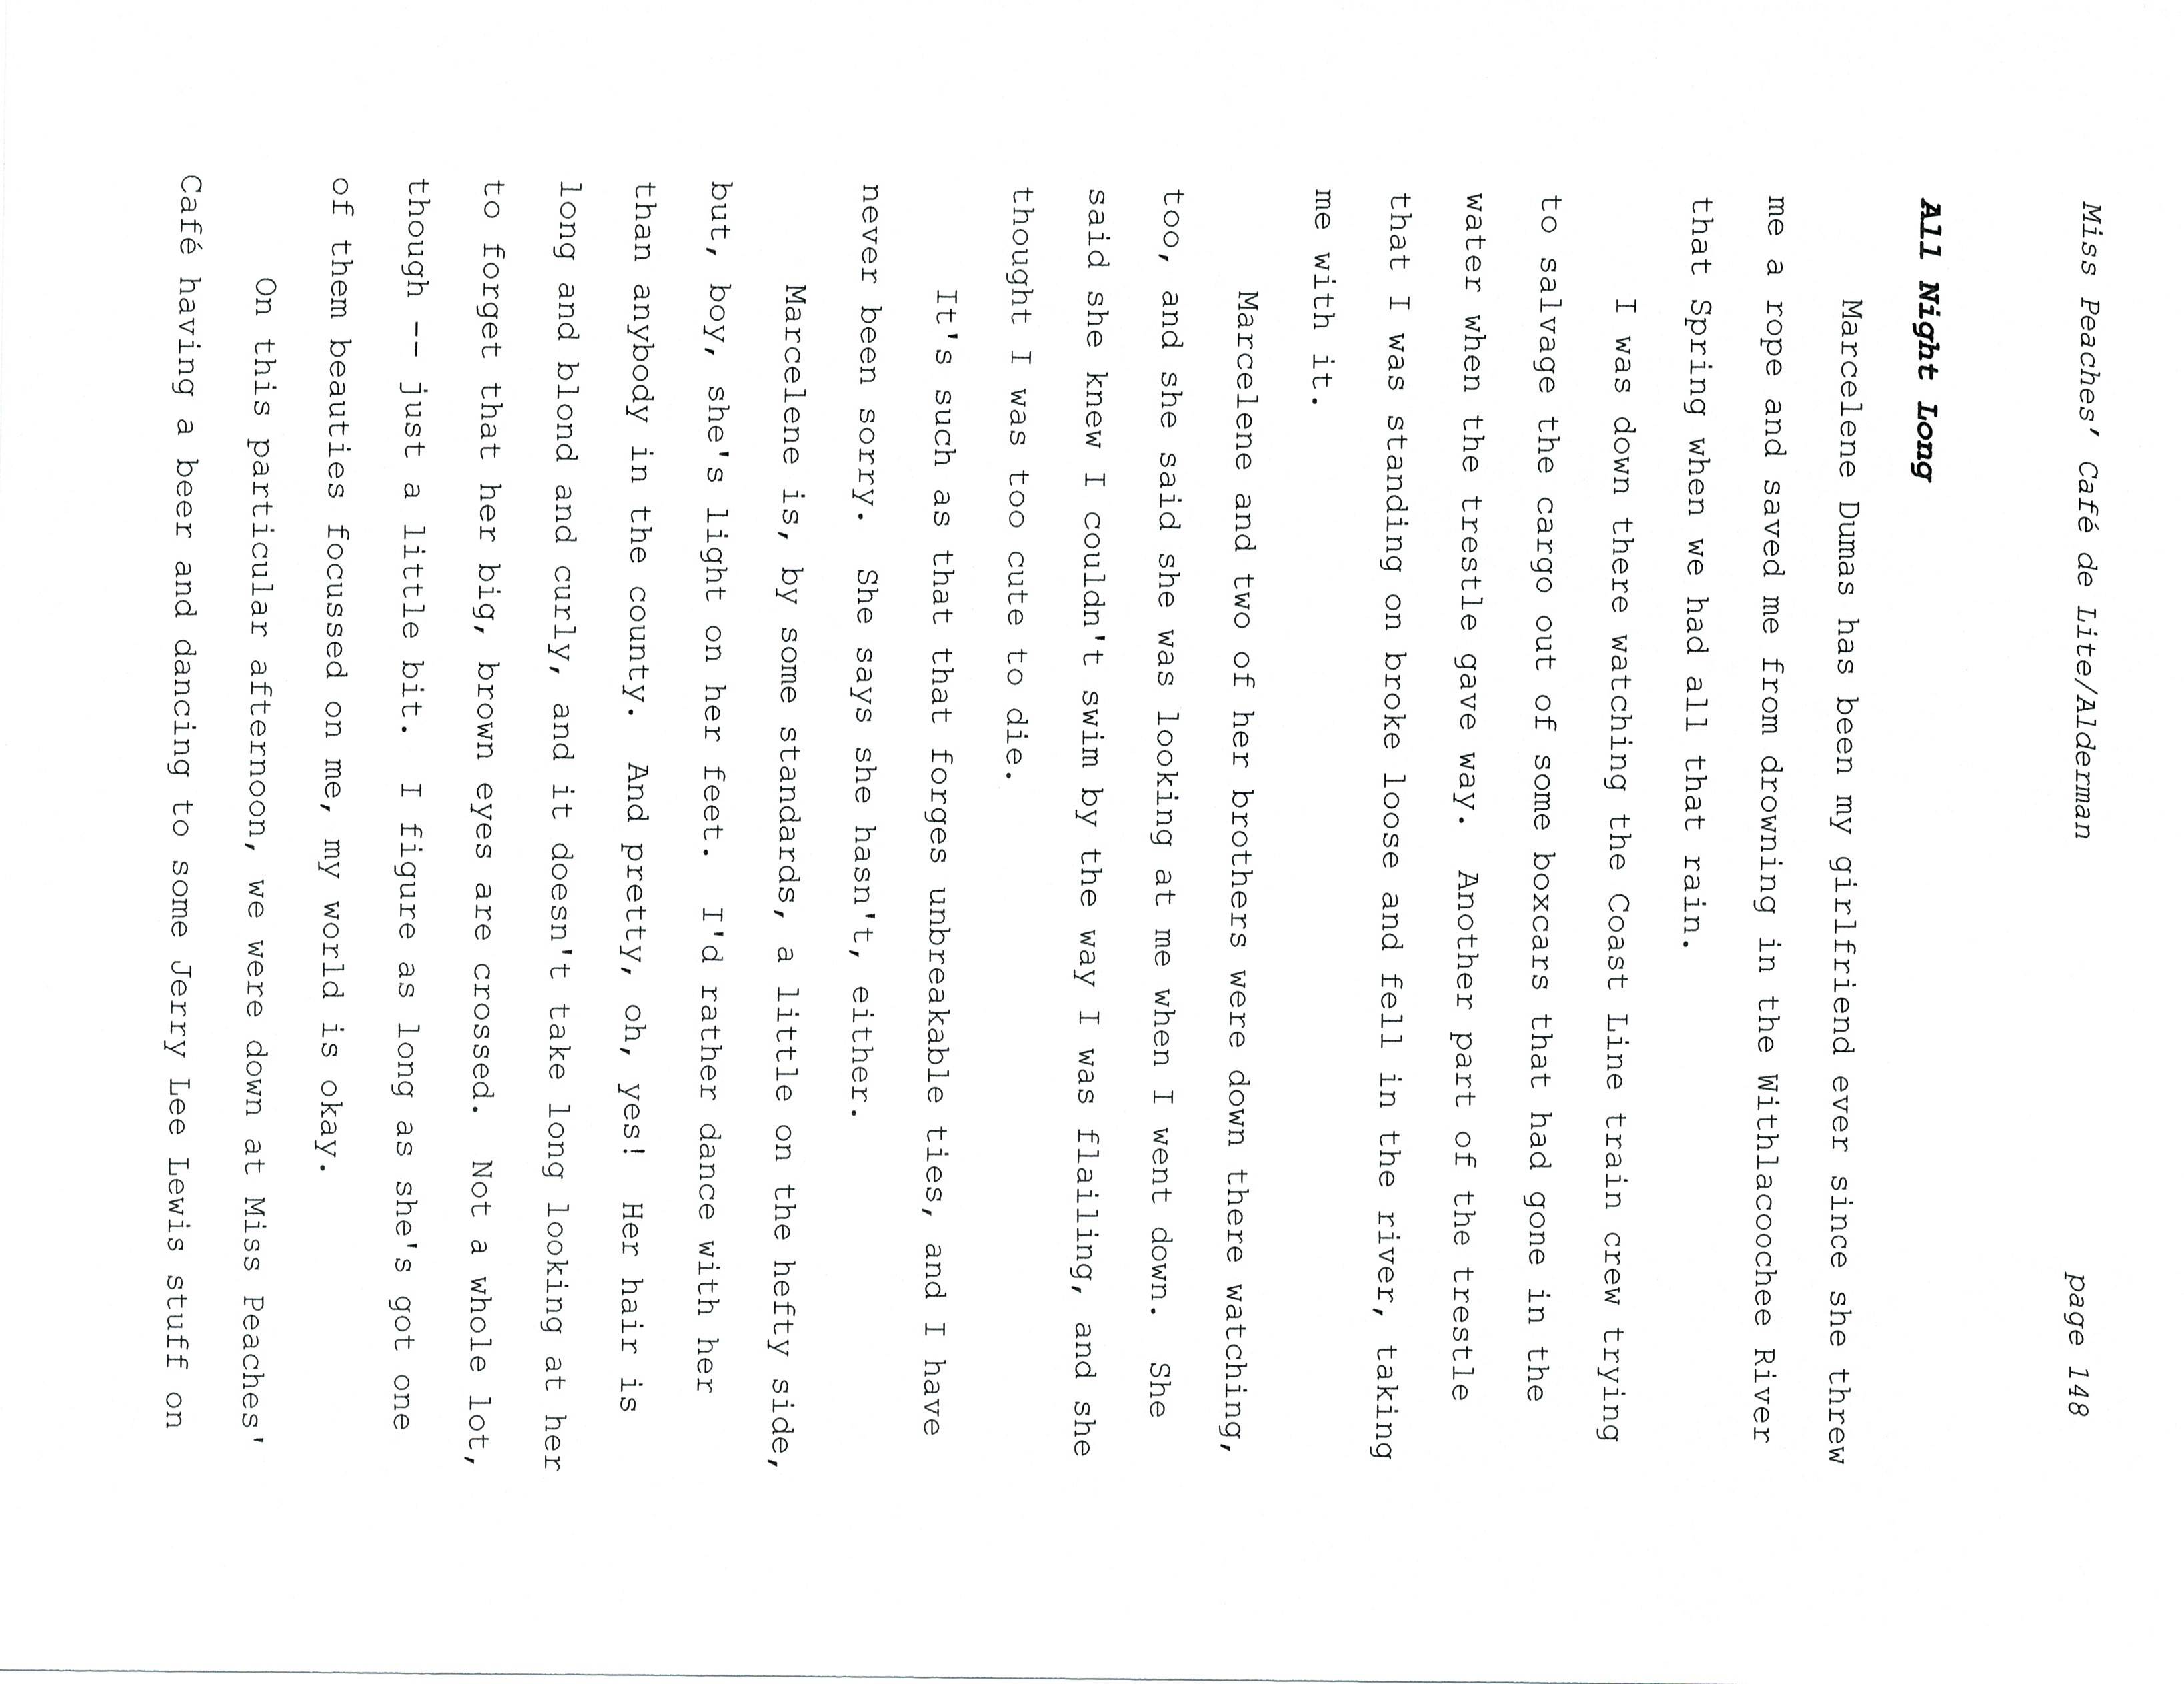 Miss Peaches' Café de Lite/Alderman page 148
All Night Long
Marcelene Dumas has been my girlfriend ever since she threw
me a rope and saved me from drowning in the Withlacoochee River
that Spring when we had all that rain.
I was down there watching the Coast Line train crew trying
to salvage the cargo out of some boxcars that had gone in the
water when the trestle gave way.  Another part of the trestle
that I was standing on broke loose and fell in the river, taking
me with it.
Marcelene and two of her brothers were down there watching,
too, and she said she was looking at me when I went down.  She
said she knew I couldn't swim by the way I was flailing, and she
thought I was too cute to die.
It's such as that that forges unbreakable ties, and I have
never been sorry.  She says she hasn't, either.
Marcelene is, by some standards, a little on the hefty side,
but, boy, she's light on her feet.  I'd rather dance with her
than anybody in the county.  And pretty, oh, yes!  Her hair is
long and blond and curly, and it doesn't take long looking at her
to forget that her big, brown eyes are crossed.  Not a whole lot,
though -- just a little bit.  I figure as long as she's got one
of them beauties focussed on me, my world is okay.
On this particular afternoon, we were down at Miss Peaches'
Café having a beer and dancing to some Jerry Lee Lewis stuff on